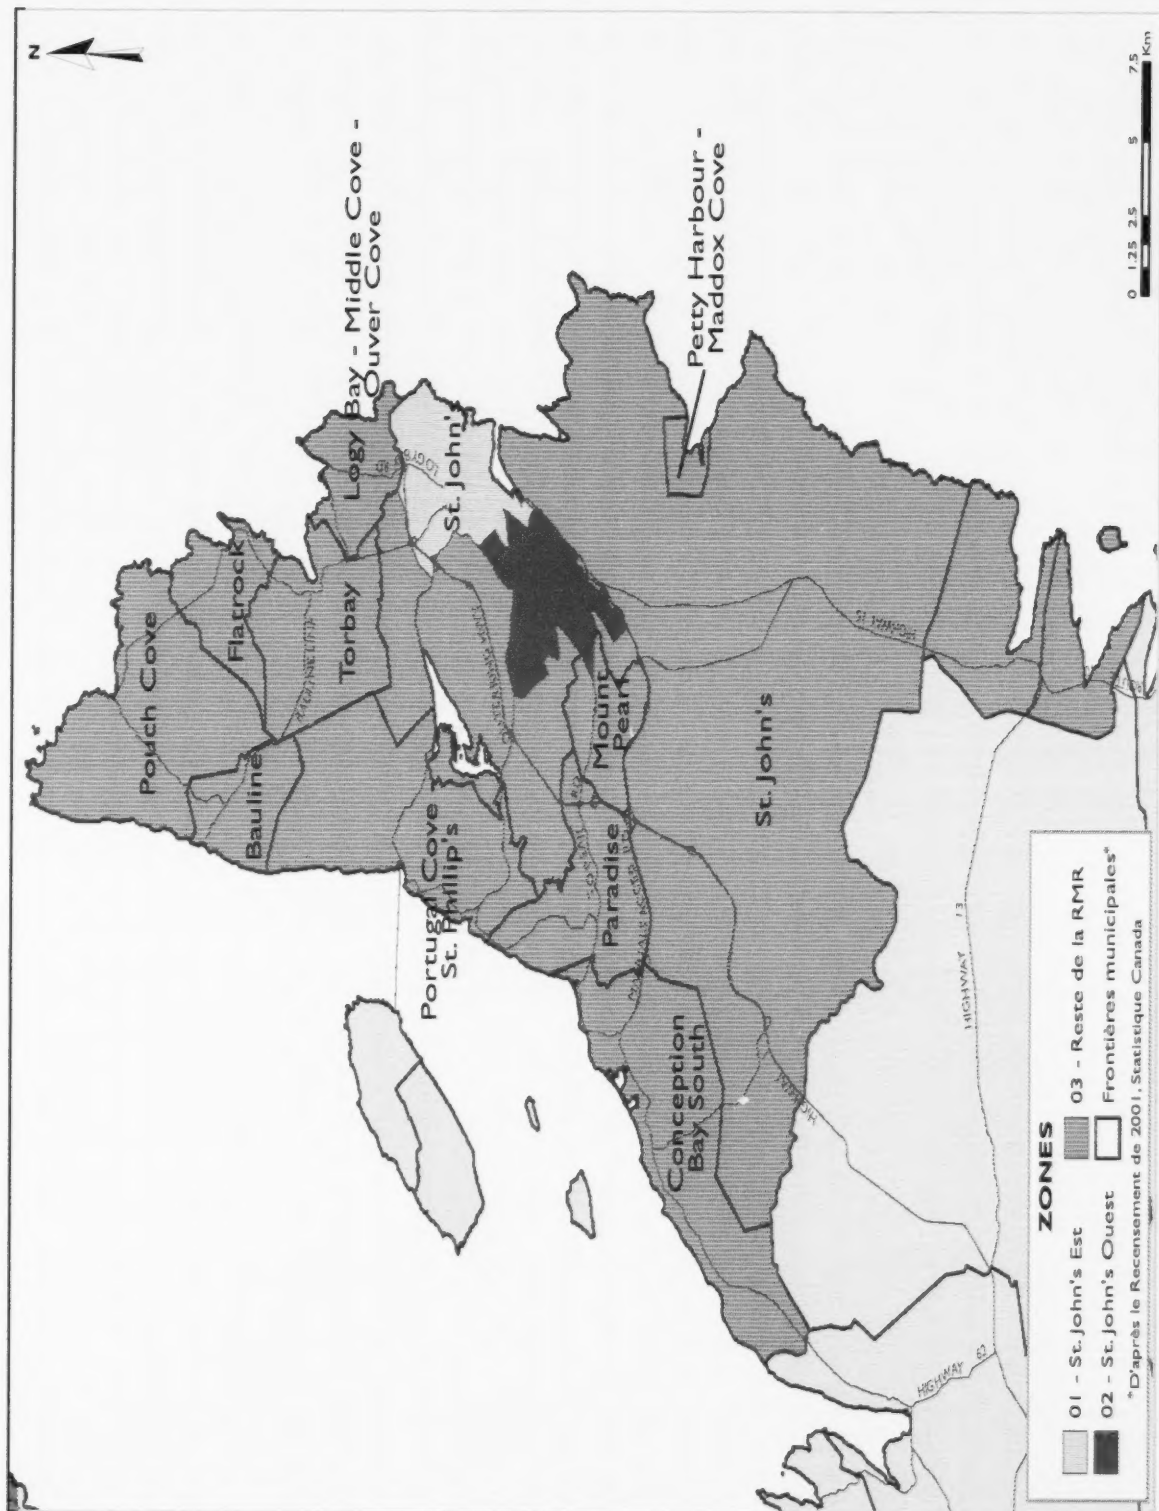 N
Pouch Cove
Flatrock
Bauline
Torbay
Logy Bay - Middle Cove -
Ouver Cove
Portugal Cove -
St. Phillip's
St. John'
Mount
Pearl
Paradise
Petty Harbour -
Maddox Cove
Conception
Bay South
St. John's
HIGHWAY
HIGHWAY 13
HIGHWAY 62
ZONES
01 - St. John's Est
02 - St. John's Ouest
03 - Reste de la RMR
Frontières municipales*
*D'après le Recensement de 2001, Statistique Canada
0 1.25 2.5 5 7.5
Km